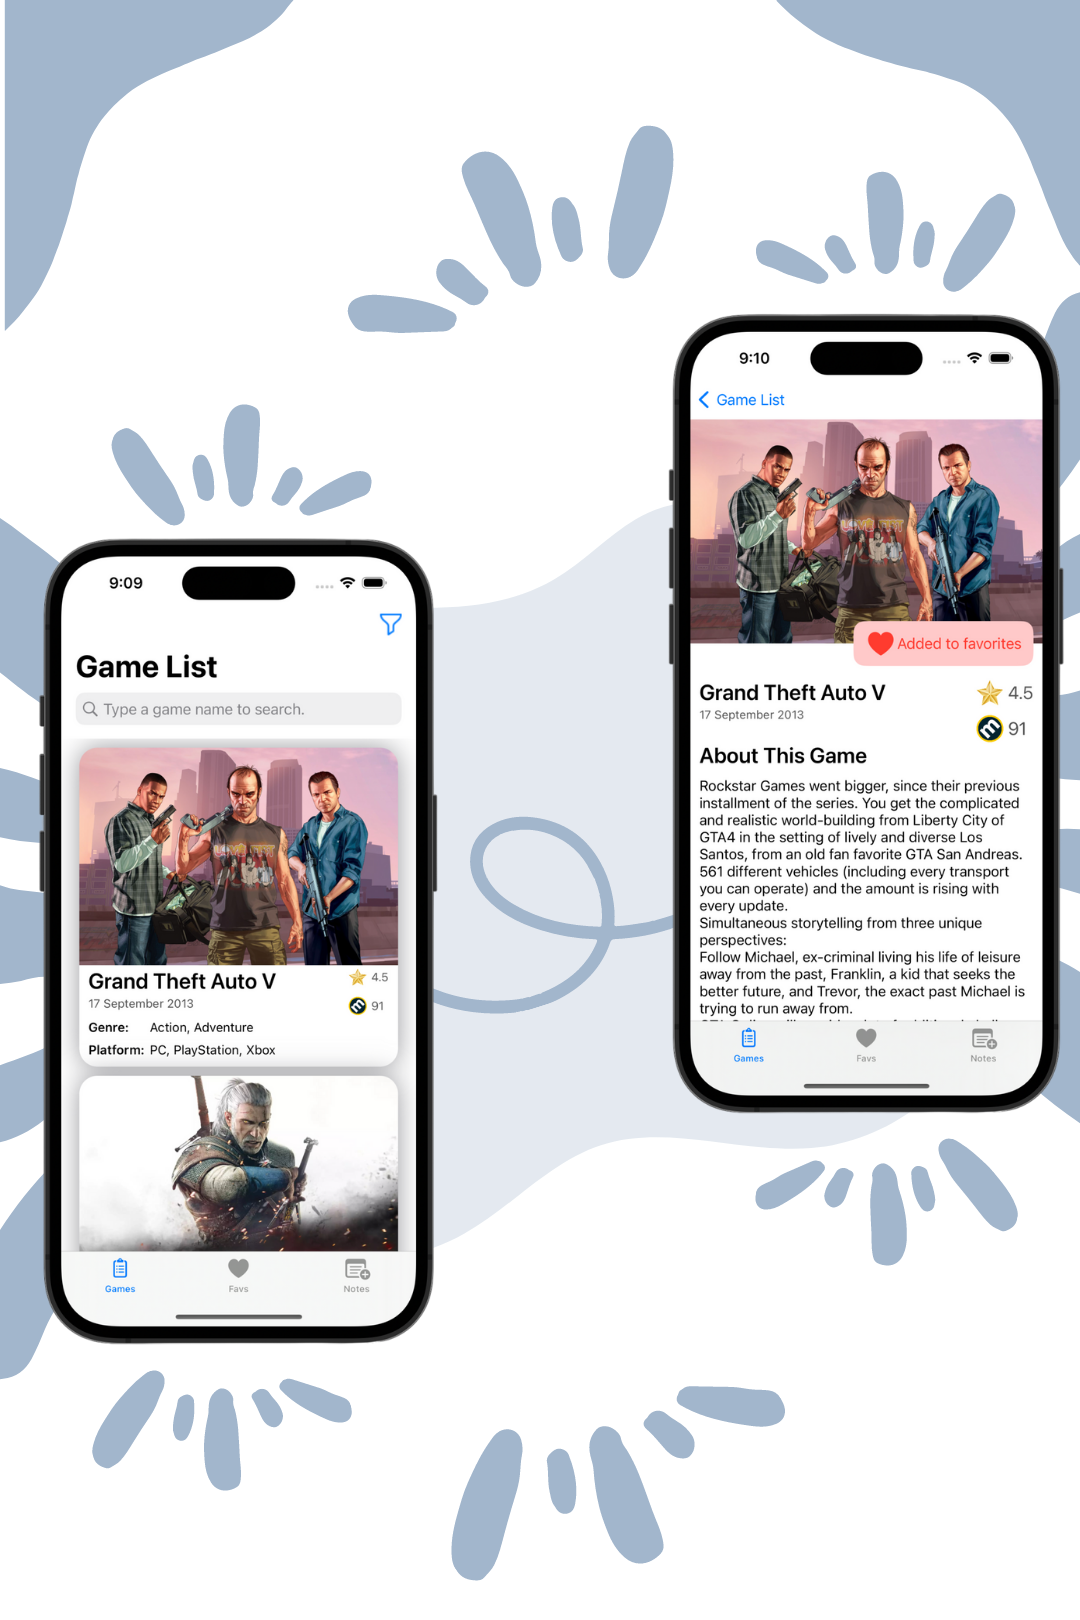 9:09
Game List
Type a game name to search.
Grand Theft Auto V
4.5
17 September 2013
91
Genre: Action, Adventure
Platform: PC, PlayStation, Xbox
Games
Favs
Notes
9:10
Game List
Added to favorites
Grand Theft Auto V
4.5
17 September 2013
91
About This Game
Rockstar Games went bigger, since their previous
installment of the series. You get the complicated
and realistic world-building from Liberty City of
GTA4 in the setting of lively and diverse Los
Santos, from an old fan favorite GTA San Andreas.
561 different vehicles (including every transport
you can operate) and the amount is rising with
every update.
Simultaneous storytelling from three unique
perspectives:
Follow Michael, ex-criminal living his life of leisure
away from the past, Franklin, a kid that seeks the
better future, and Trevor, the exact past Michael is
trying to run away from.
Games
Favs
Notes